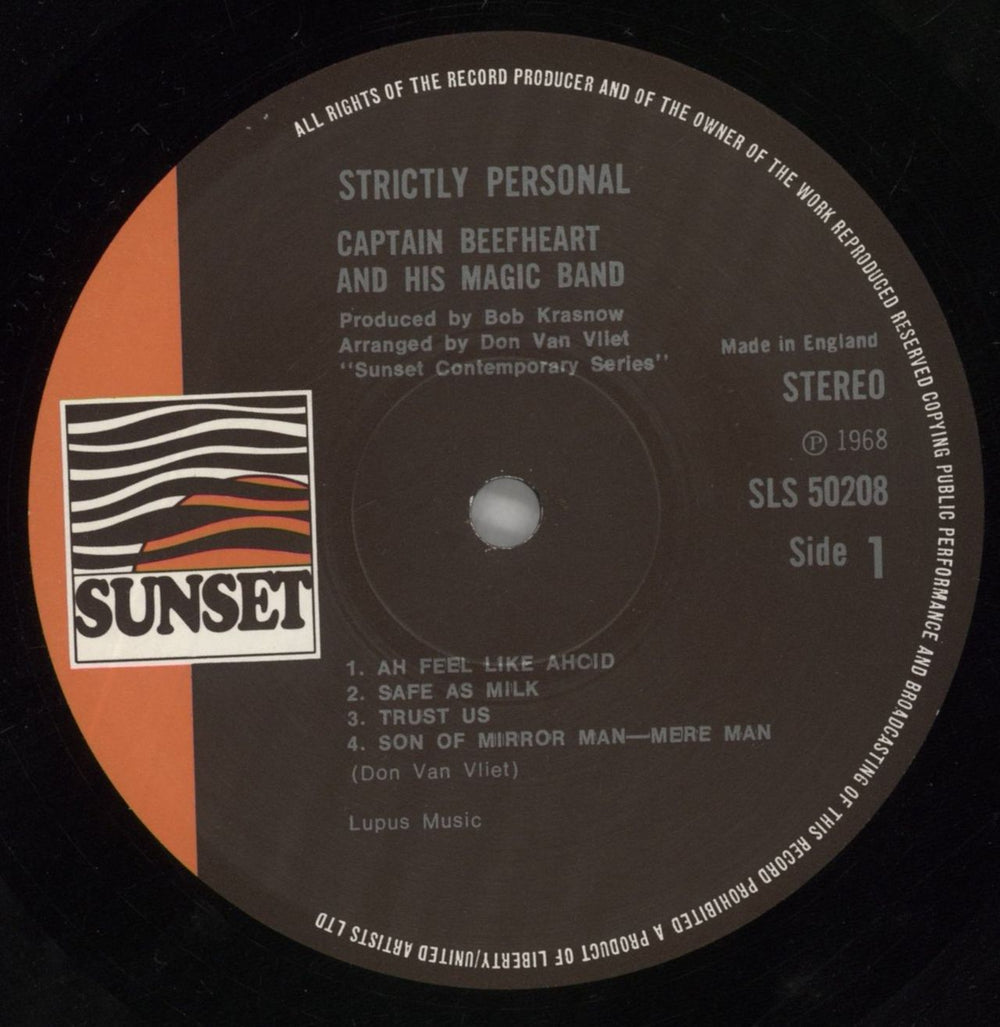 ALL RIGHTS OF THE RECORD PRODUCER AND OF THE OWNER OF THE WORK REPRODUCED RESERVED COPYING PUBLIC PERFORMANCE AND BROADCASTING OF THIS RECORD PROHIBITED A PRODUCT OF LIBERTY/UNITED ARTISTS LTD
STRICTLY PERSONAL
CAPTAIN BEEFHEART
AND HIS MAGIC BAND
Produced by Bob Krasnow
Arranged by Don Van Vliet
"Sunset Contemporary Series"
Made in England
STEREO
Ⓟ 1968
SLS 50208
Side 1
SUNSET
1. AH FEEL LIKE AHCID
2. SAFE AS MILK
3. TRUST US
4. SON OF MIRROR MAN—MERE MAN
(Don Van Vliet)
Lupus Music